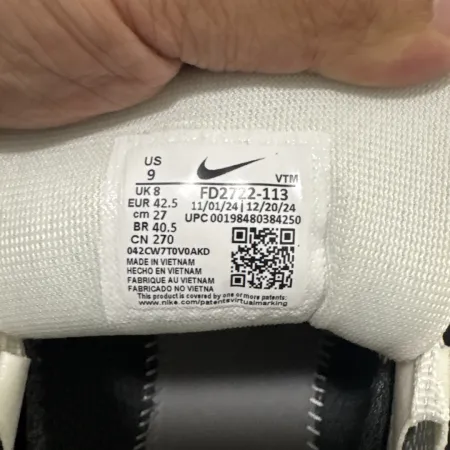 US
9
VTM
UK 8
FD2722-113
EUR 42.5
11/01/24 | 12/20/24
cm 27
UPC 00198480384250
BR 40.5
CN 270
042CW7T0V0AKD
MADE IN VIETNAM
HECHO EN VIETNAM
FABRIQUE AU VIETNAM
FABRICADO NO VIETNA
This product is covered by one or more patents:
www.nike.com/patentsvirtualmarking